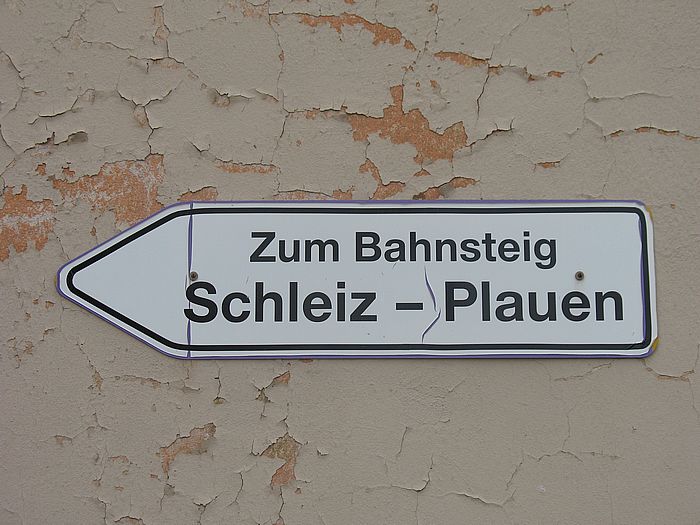 Zum Bahnsteig
Schleiz – Plauen